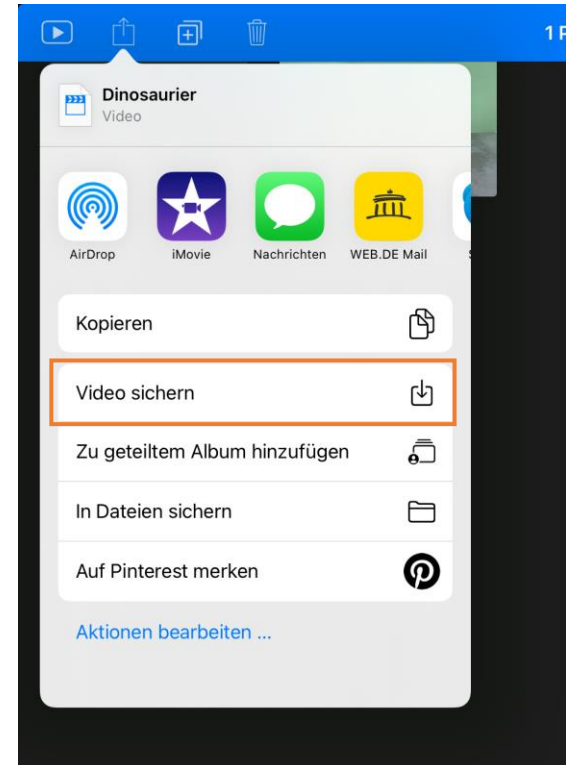 1 P
Dinosaurier
Video
AirDrop
iMovie
Nachrichten
WEB.DE Mail
Kopieren
Video sichern
Zu geteiltem Album hinzufügen
In Dateien sichern
Auf Pinterest merken
Aktionen bearbeiten ...